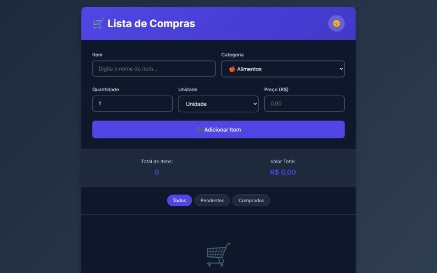 Lista de Compras
Item
Categoria
Digite o nome do item...
Alimentos
Quantidade
Unidade
Preço (R$)
1
Unidade
0,00
Adicionar Item
Total de Itens:
Valor Total:
0
R$ 0,00
Todos
Pendentes
Comprados